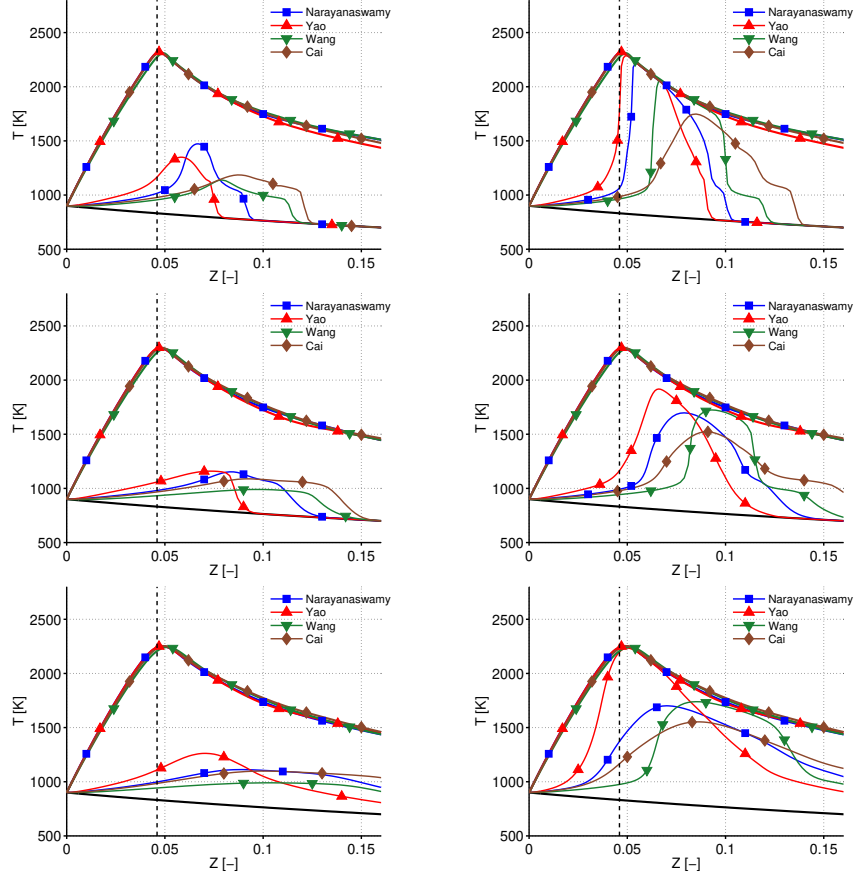 Narayanaswamy
Yao
Wang
Cai
T [K]
2500
2000
1500
1000
500
0
0.05
0.1
0.15
Z [–]
Narayanaswamy
Yao
Wang
Cai
T [K]
2500
2000
1500
1000
500
0
0.05
0.1
0.15
Z [–]
Narayanaswamy
Yao
Wang
Cai
T [K]
2500
2000
1500
1000
500
0
0.05
0.1
0.15
Z [–]
Narayanaswamy
Yao
Wang
Cai
T [K]
2500
2000
1500
1000
500
0
0.05
0.1
0.15
Z [–]
Narayanaswamy
Yao
Wang
Cai
T [K]
2500
2000
1500
1000
500
0
0.05
0.1
0.15
Z [–]
Narayanaswamy
Yao
Wang
Cai
T [K]
2500
2000
1500
1000
500
0
0.05
0.1
0.15
Z [–]